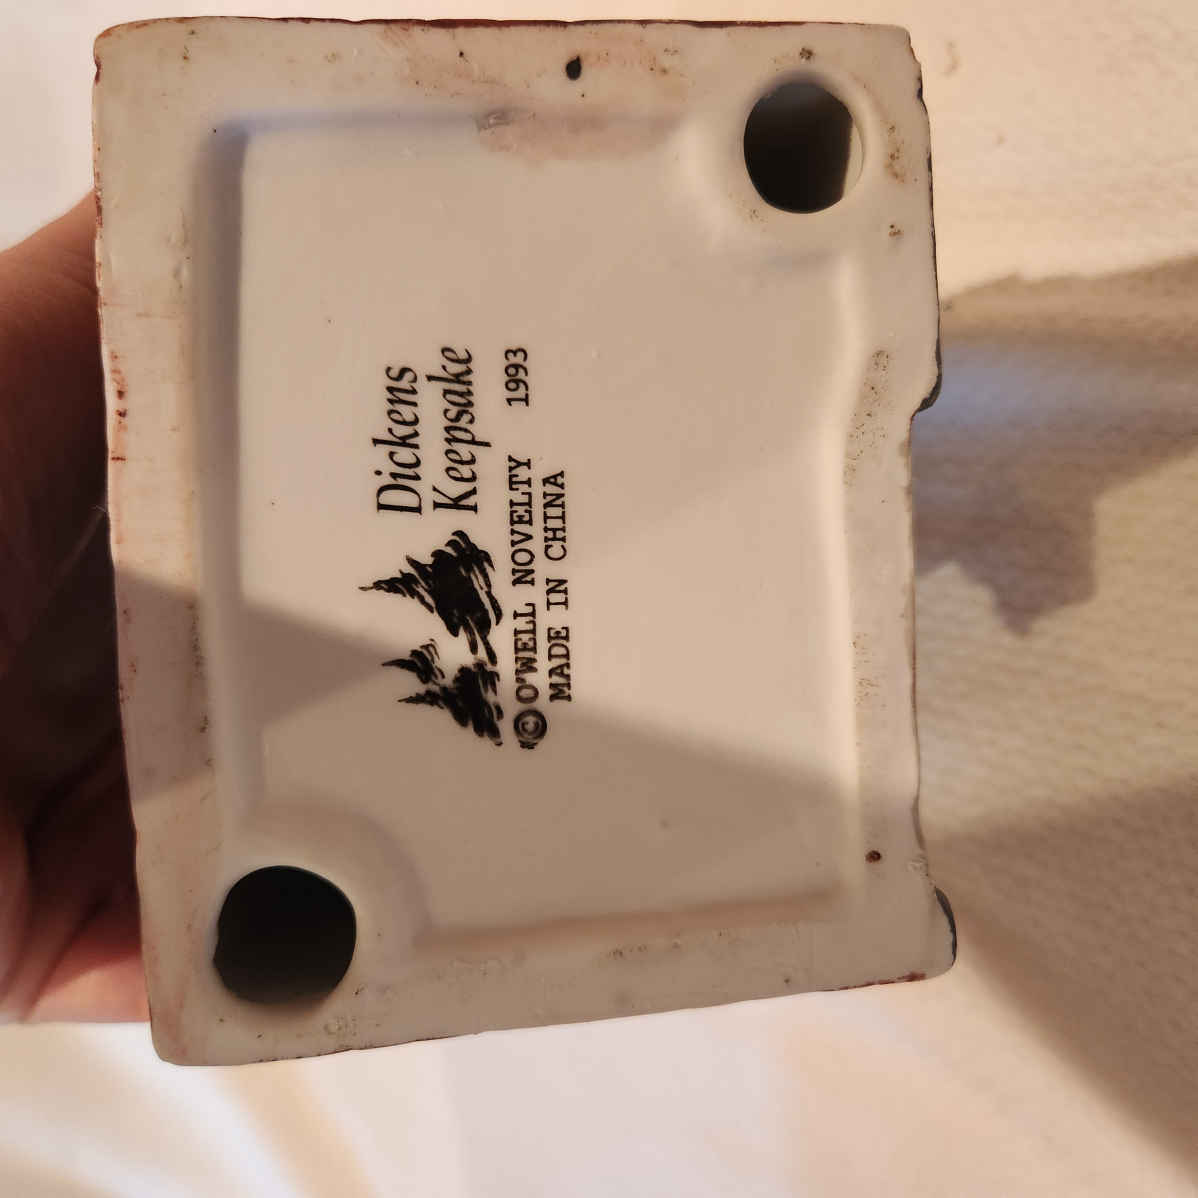 Dickens
Keepsake
© O'WELL NOVELTY 1993
MADE IN CHINA